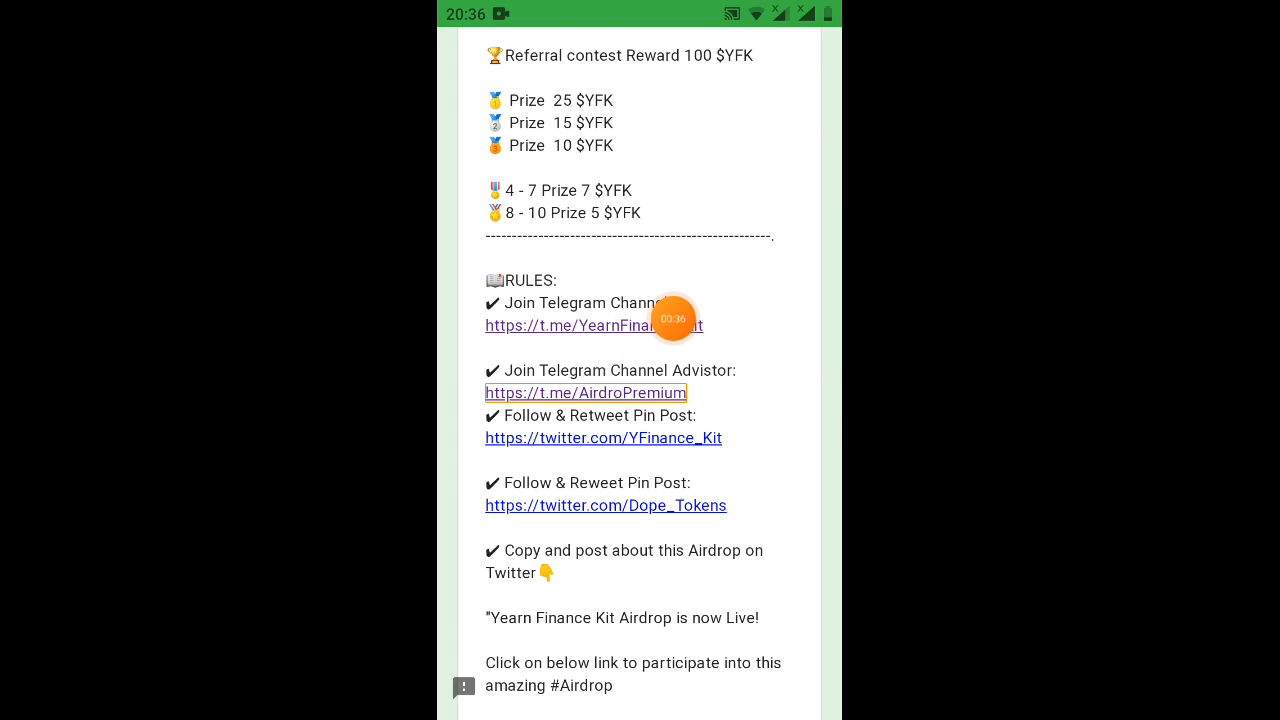 20:36
🏆Referral contest Reward 100 $YFK
🥇 Prize 25 $YFK
🥈 Prize 15 $YFK
🥉 Prize 10 $YFK
🎖4 - 7 Prize 7 $YFK
🏅8 - 10 Prize 5 $YFK
------------------------------------------------------.
📖RULES:
✔ Join Telegram
https://t.me/
00:36
✔ Join Telegram Channel Advistor:
https://t.me/AirdroPremium
✔ Follow & Retweet Pin Post:
https://twitter.com/YFinance_Kit
✔ Follow & Reweet Pin Post:
https://twitter.com/Dope_Tokens
✔ Copy and post about this Airdrop on
Twitter👇
"Yearn Finance Kit Airdrop is now Live!
Click on below link to participate into this
amazing #Airdrop